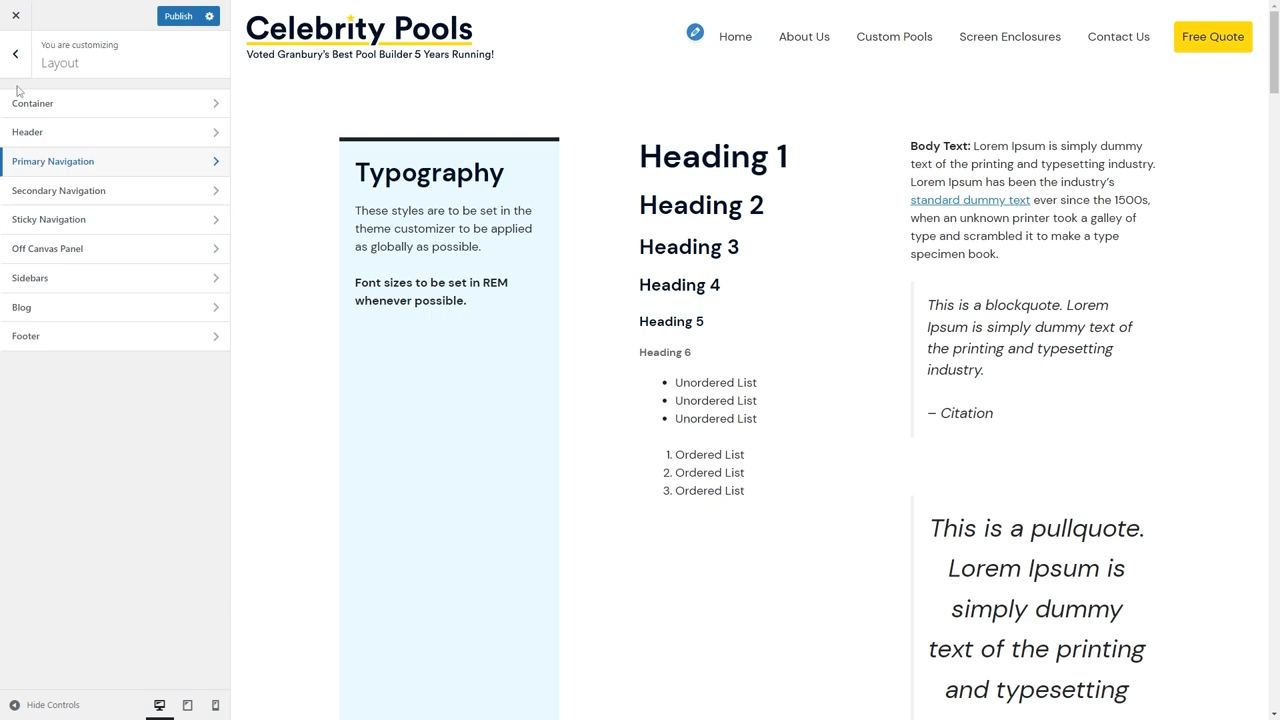 Publish
You are customizing
Layout
Container
Header
Primary Navigation
Secondary Navigation
Sticky Navigation
Off Canvas Panel
Sidebars
Blog
Footer
Hide Controls
Celebrity Pools
Voted Granbury's Best Pool Builder 5 Years Running!
Home
About Us
Custom Pools
Screen Enclosures
Contact Us
Free Quote
Typography
These styles are to be set in the
theme customizer to be applied
as globally as possible.
Font sizes to be set in REM
whenever possible.
Heading 1
Heading 2
Heading 3
Heading 4
Heading 5
Heading 6
• Unordered List
• Unordered List
• Unordered List
1. Ordered List
2. Ordered List
3. Ordered List
Body Text: Lorem Ipsum is simply dummy
text of the printing and typesetting industry.
Lorem Ipsum has been the industry’s
standard dummy text ever since the 1500s,
when an unknown printer took a galley of
type and scrambled it to make a type
specimen book.
This is a blockquote. Lorem
Ipsum is simply dummy text of
the printing and typesetting
industry.
– Citation
This is a pullquote.
Lorem Ipsum is
simply dummy
text of the printing
and typesetting